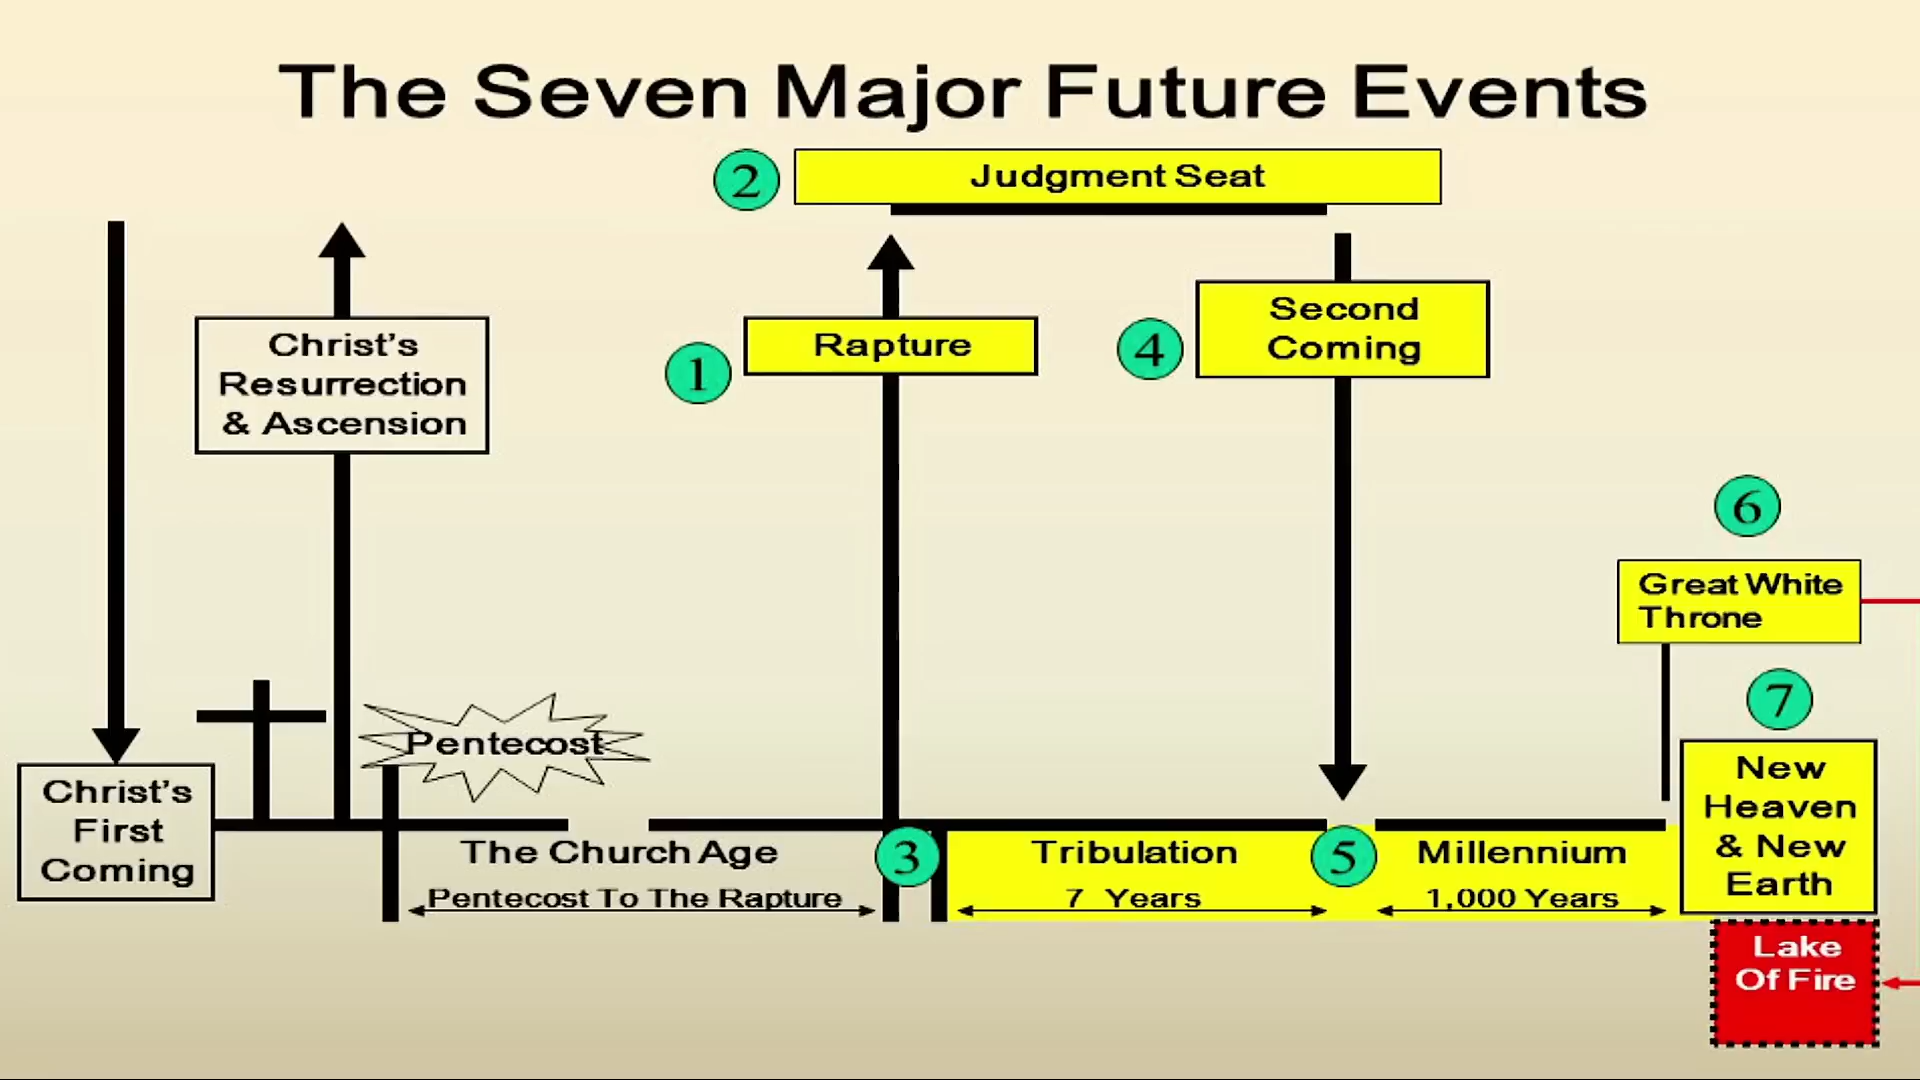 The Seven Major Future Events
2
Judgment Seat
Christ's
Resurrection
& Ascension
1
Rapture
4
Second
Coming
6
Great White
Throne
7
New
Heaven
& New
Earth
Pentecost
Christ's
First
Coming
The Church Age
Pentecost To The Rapture
3
Tribulation
7 Years
5
Millennium
1,000 Years
Lake
Of Fire